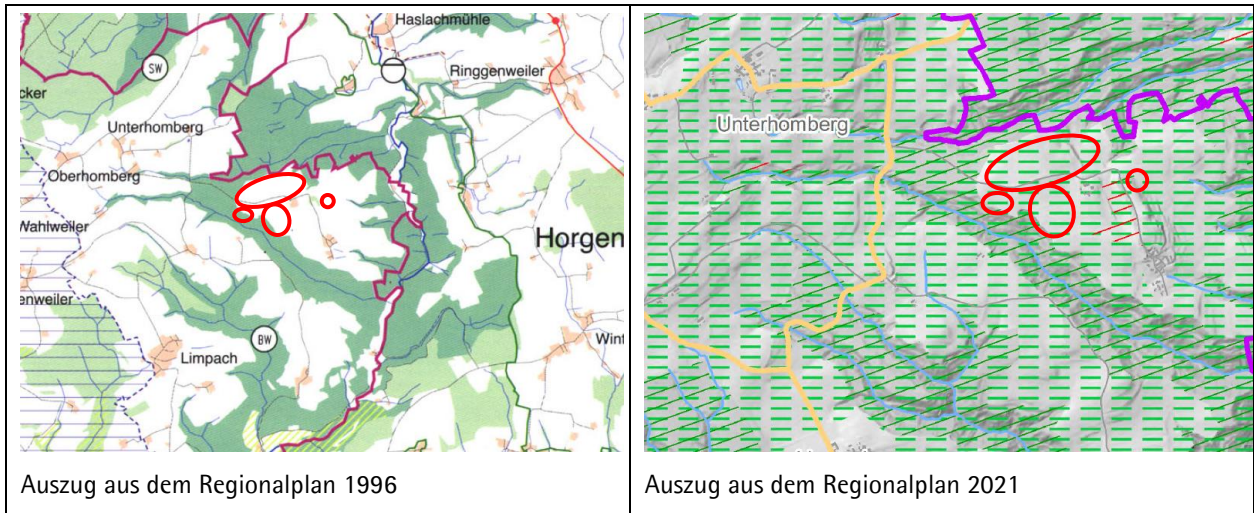 Haslachmühle
SW
Ringgenweiler
cker
Unterhomberg
Oberhomberg
Wahlweiler
Horgen
enweiler
Limpach
BW
Wint
Unterhomberg
Auszug aus dem Regionalplan 1996
Auszug aus dem Regionalplan 2021